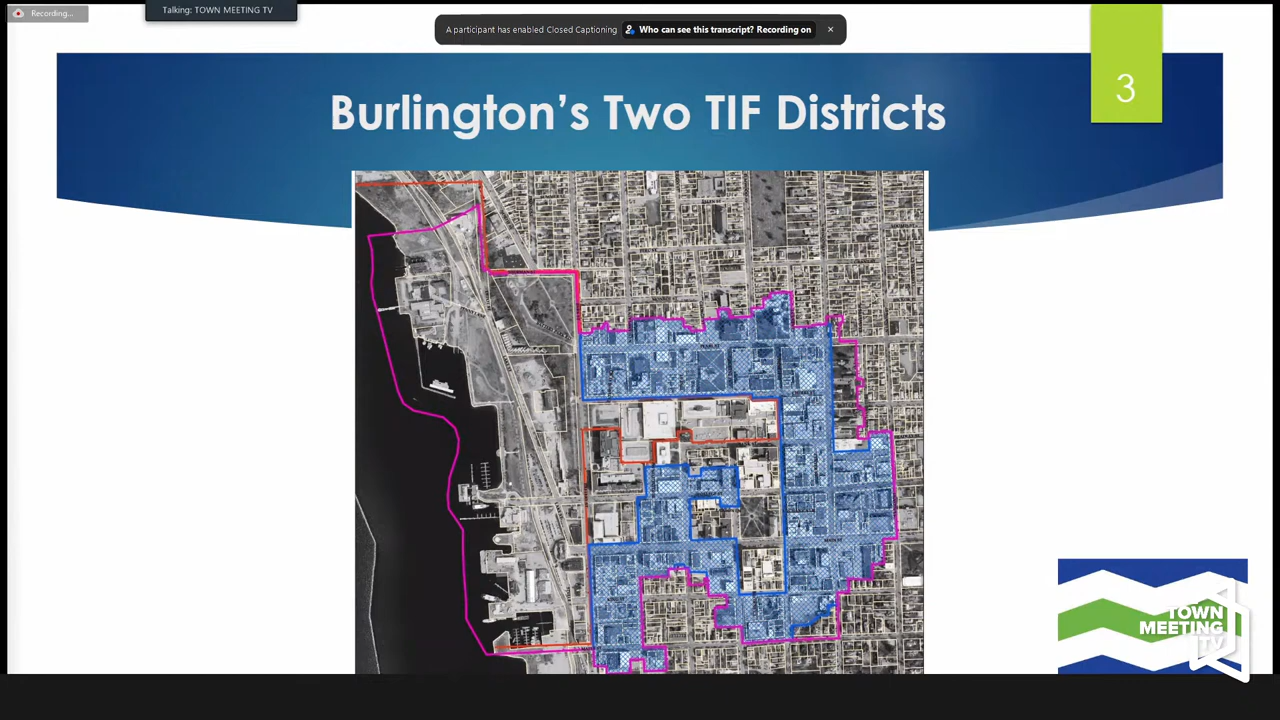 Recording...
Talking: TOWN MEETING TV
A participant has enabled Closed Captioning
Who can see this transcript? Recording on
3
Burlington's Two TIF Districts
TOWN
MEETING
TV